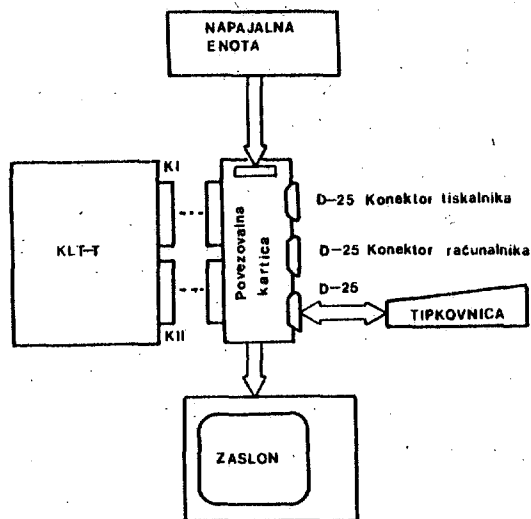 NAPAJALNA
ENOTA
KI
KLT-T
Povezovalna
kartica
D-25 Konektor tiskalnika
D-25 Konektor računalnika
D-25
TIPKOVNICA
KII
ZASLON